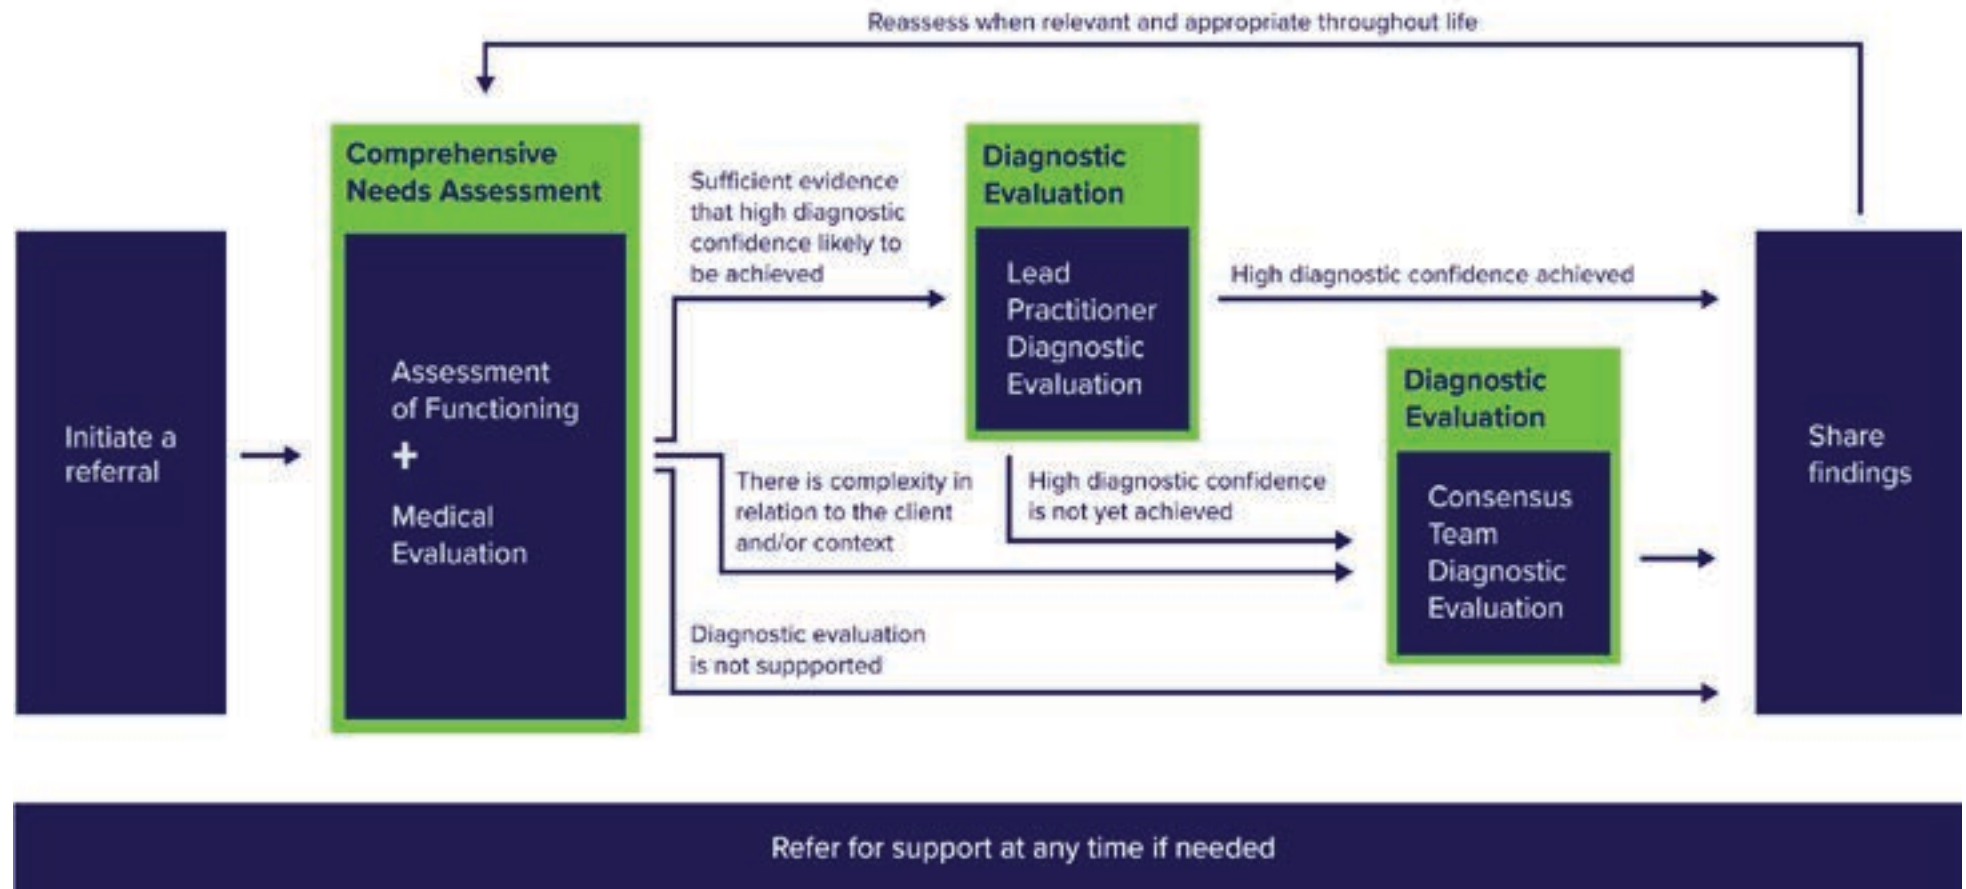 Reassess when relevant and appropriate throughout life
Initiate a
referral
Comprehensive
Needs Assessment
Assessment
of Functioning
+
Medical
Evaluation
Sufficient evidence
that high diagnostic
confidence likely to
be achieved
There is complexity in
relation to the client
and/or context
Diagnostic evaluation
is not suppported
Diagnostic
Evaluation
Lead
Practitioner
Diagnostic
Evaluation
High diagnostic confidence achieved
High diagnostic confidence
is not yet achieved
Diagnostic
Evaluation
Consensus
Team
Diagnostic
Evaluation
Share
findings
Refer for support at any time if needed